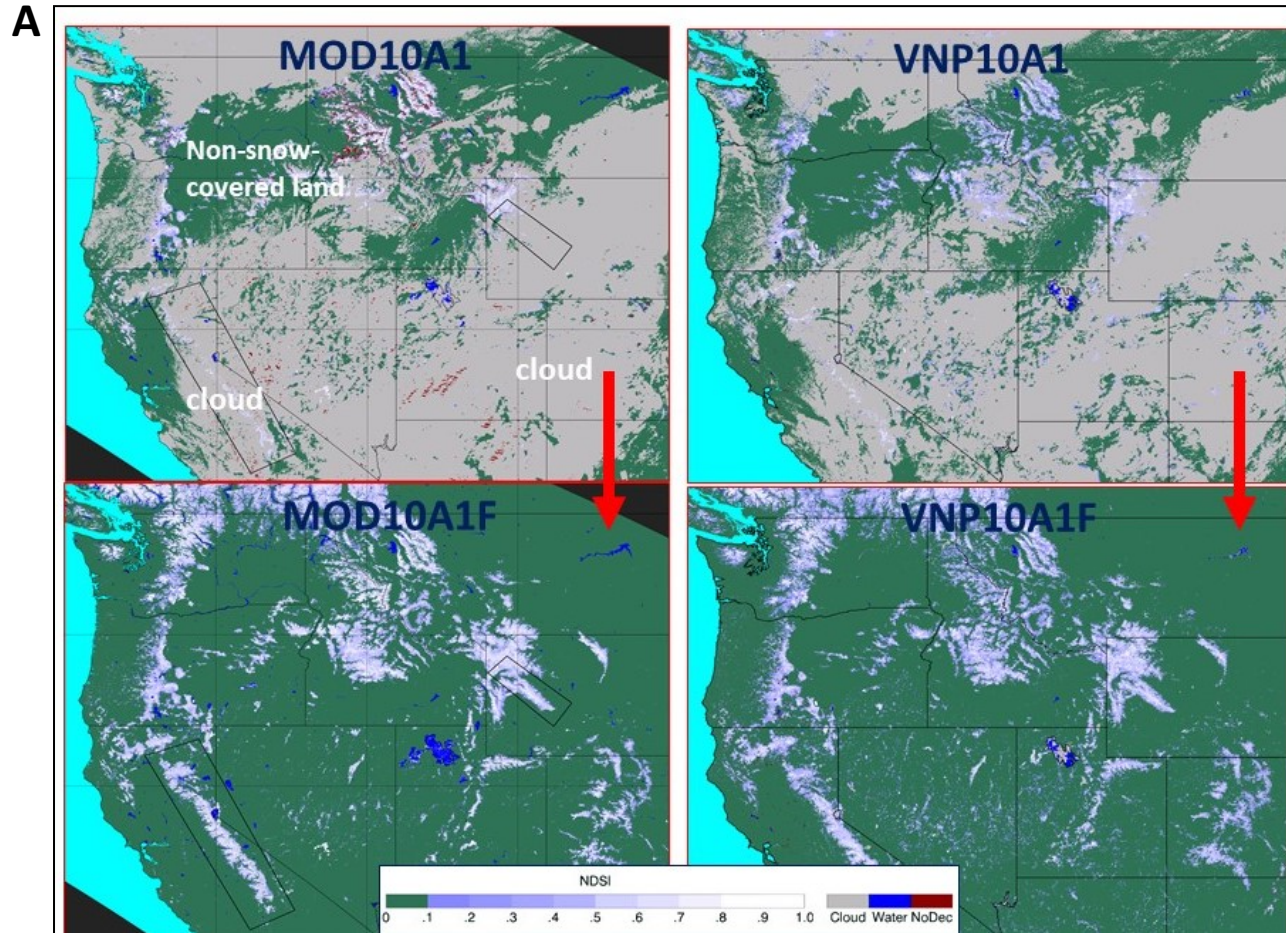 A
MOD10A1
VNP10A1
Non-snow-
covered land
cloud
cloud
MOD10A1F
VNP10A1F
NDSI
0 .1 .2 .3 .4 .5 .6 .7 .8 .9 1.0
Cloud Water NoDec